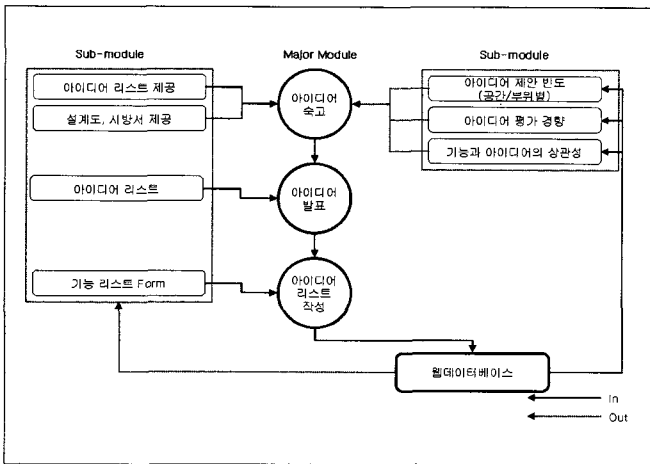 Sub-module
Major Module
Sub-module
아이디어 리스트 제공
설계도, 시방서 제공
아이디어 리스트
기능 리스트 Form
아이디어
숙고
아이디어
발표
아이디어
리스트
작성
아이디어 제안 빈도
(공간/부위별)
아이디어 평가 경향
기능과 아이디어의 상관성
웹데이터베이스
In
Out